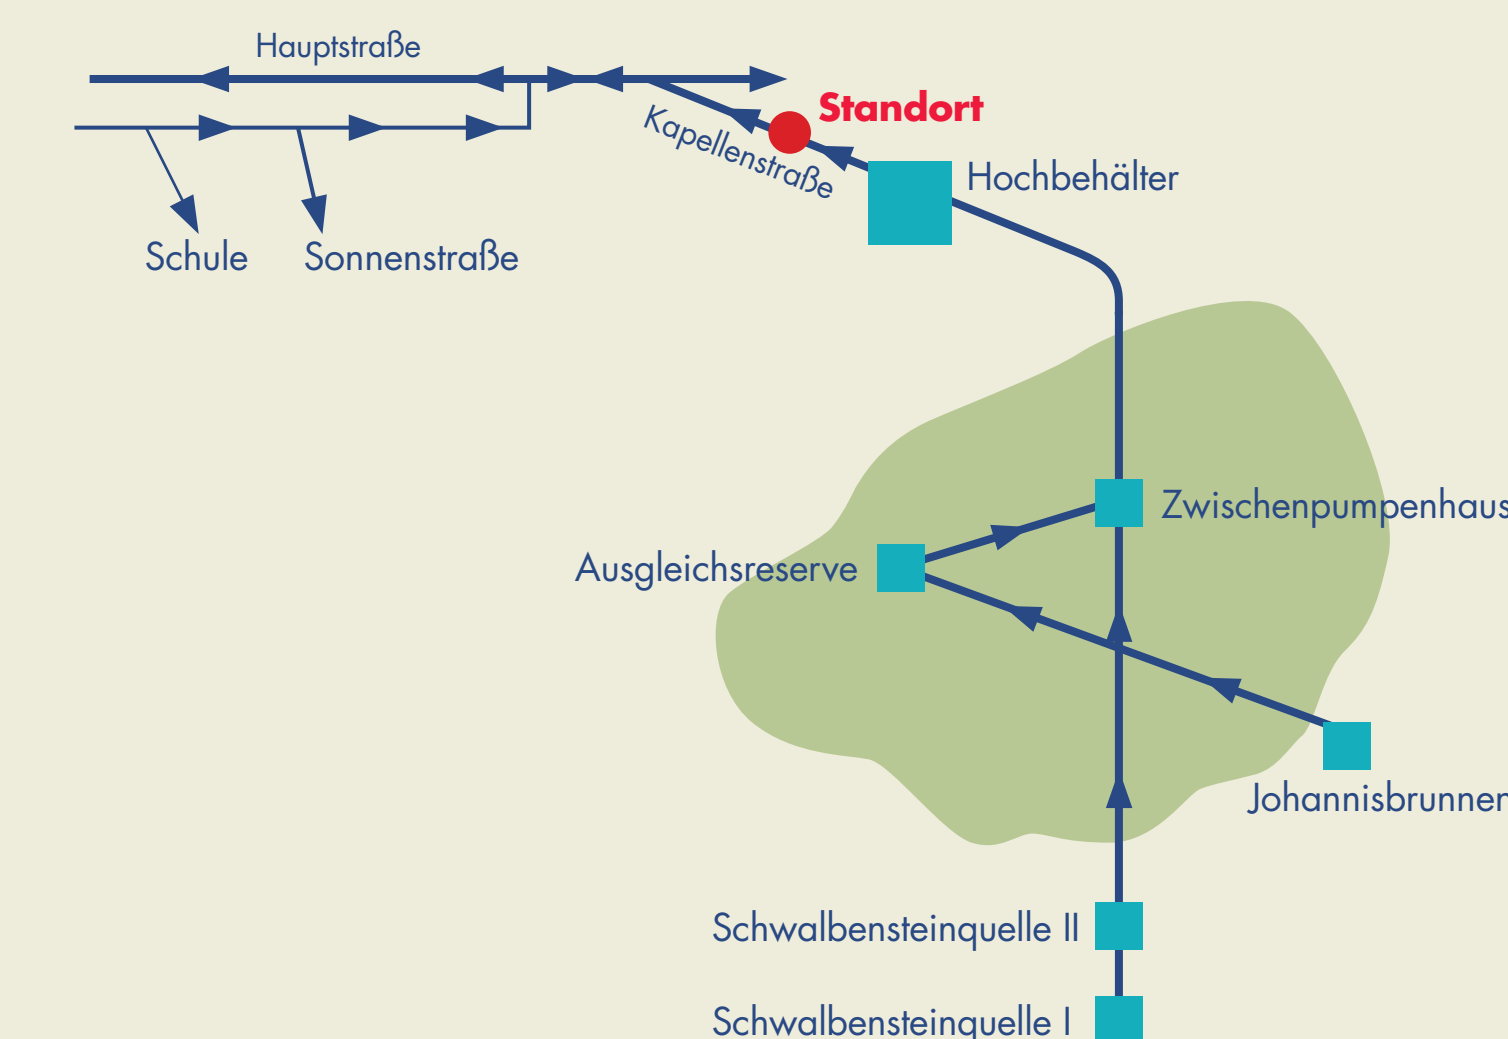 Hauptstraße
Standort
Kapellenstraße
Hochbehälter
Schule
Sonnenstraße
Zwischenpumpenhaus
Ausgleichsreserve
Johannisbrunnen
Schwalbensteinquelle II
Schwalbensteinquelle I